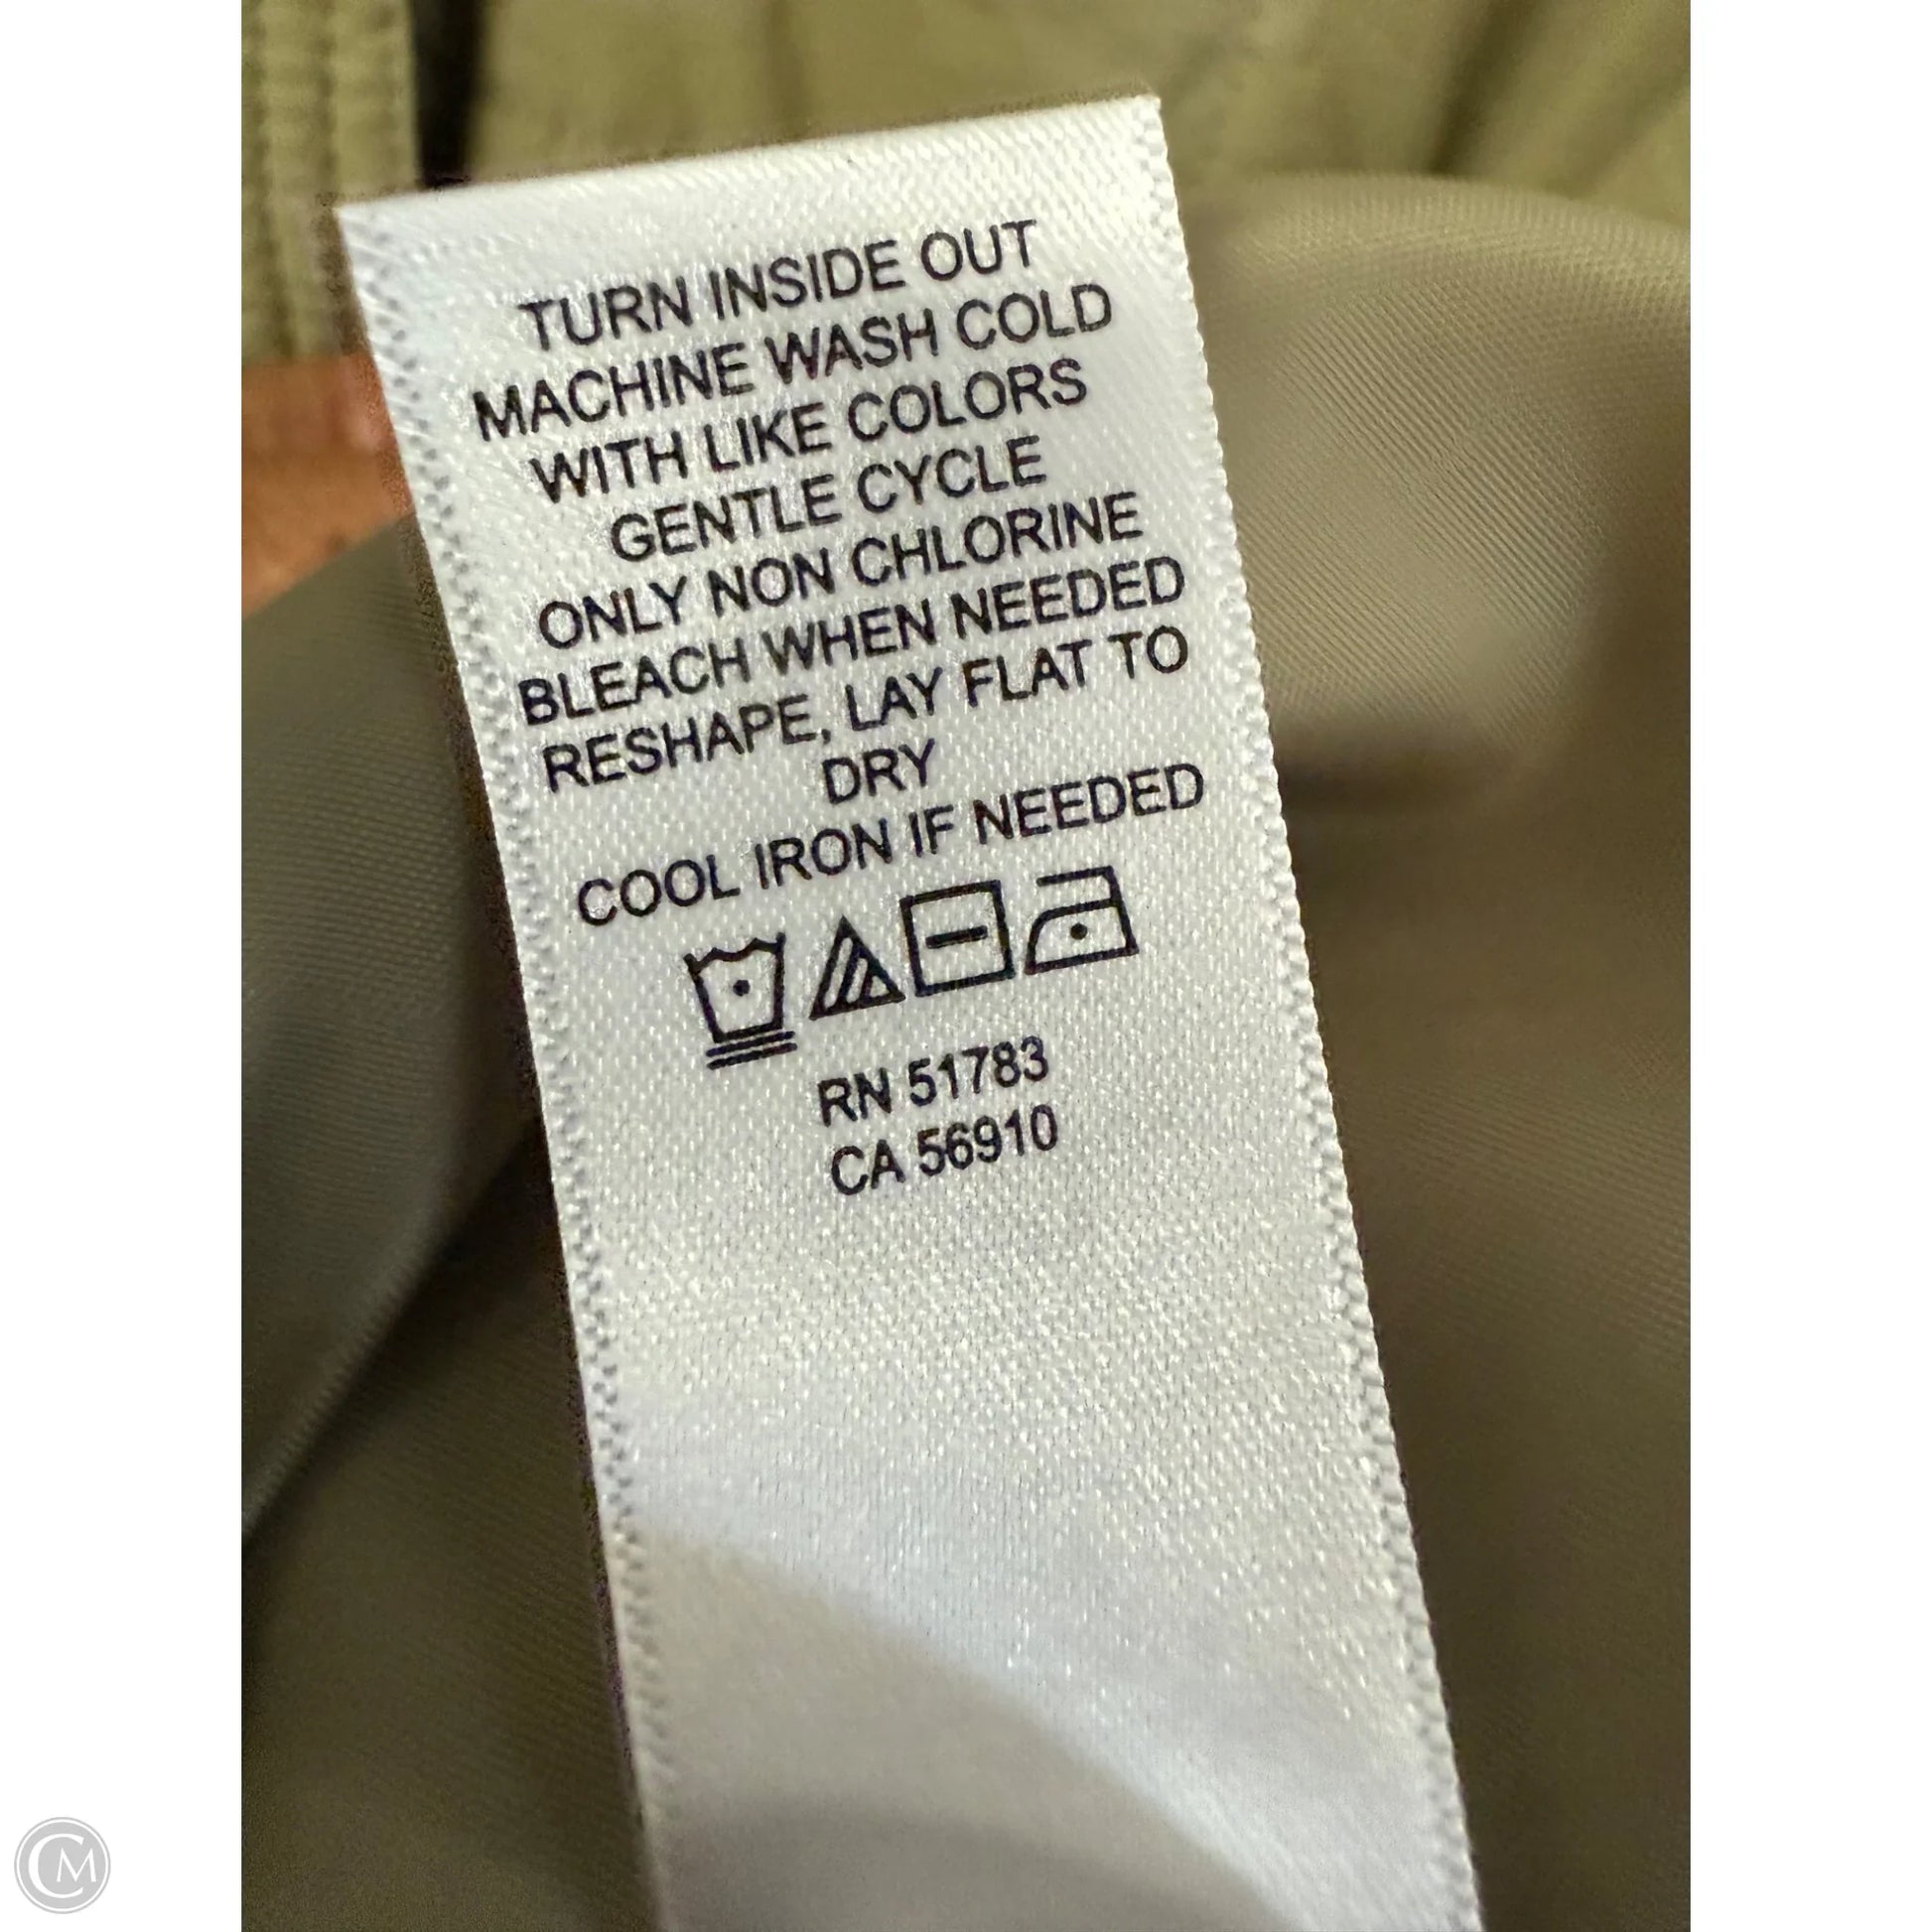 TURN INSIDE OUT
MACHINE WASH COLD
WITH LIKE COLORS
GENTLE CYCLE
ONLY NON CHLORINE
BLEACH WHEN NEEDED
RESHAPE, LAY FLAT TO
DRY
COOL IRON IF NEEDED
RN 51783
CA 56910
CM